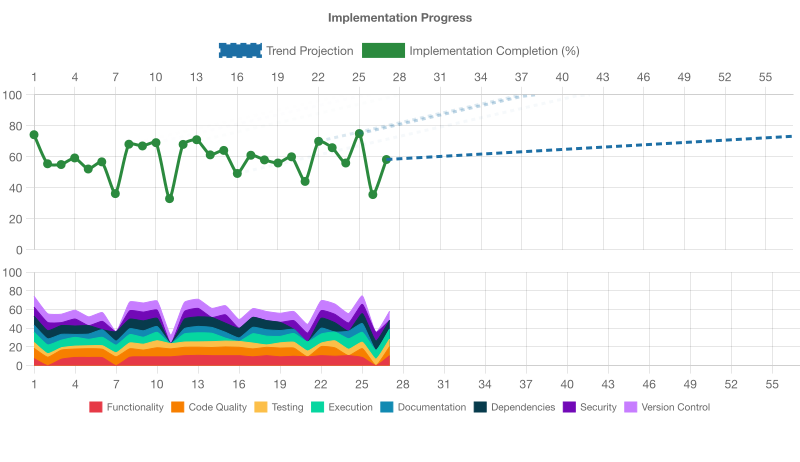 Implementation Progress
Trend Projection Implementation Completion (%)
1 4 7 10 13 16 19 22 25 28 31 34 37 40 43 46 49 52 55
100
80
60
40
20
0
100
80
60
40
20
0
1 4 7 10 13 16 19 22 25 28 31 34 37 40 43 46 49 52 55
Functionality Code Quality Testing Execution Documentation Dependencies Security Version Control